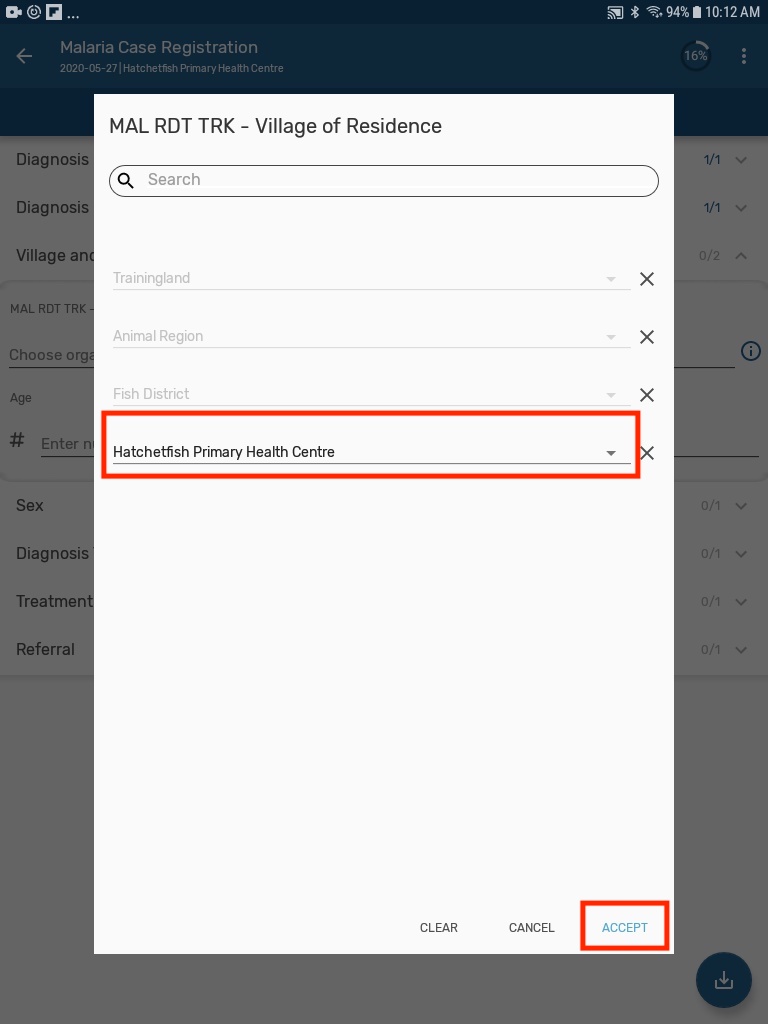 ... 94% 10:12 AM
Malaria Case Registration
2020-05-27 | Hatchetfish Primary Health Centre
16%
MAL RDT TRK - Village of Residence
Search
Diagnosis 1/1
Diagnosis 1/1
Village and 0/2
Trainingland
MAL RDT TRK -
Animal Region
Choose orga
Fish District
Age
# Enter nu
Hatchetfish Primary Health Centre
Sex 0/1
Diagnosis 0/1
Treatment 0/1
Referral 0/1
CLEAR CANCEL ACCEPT